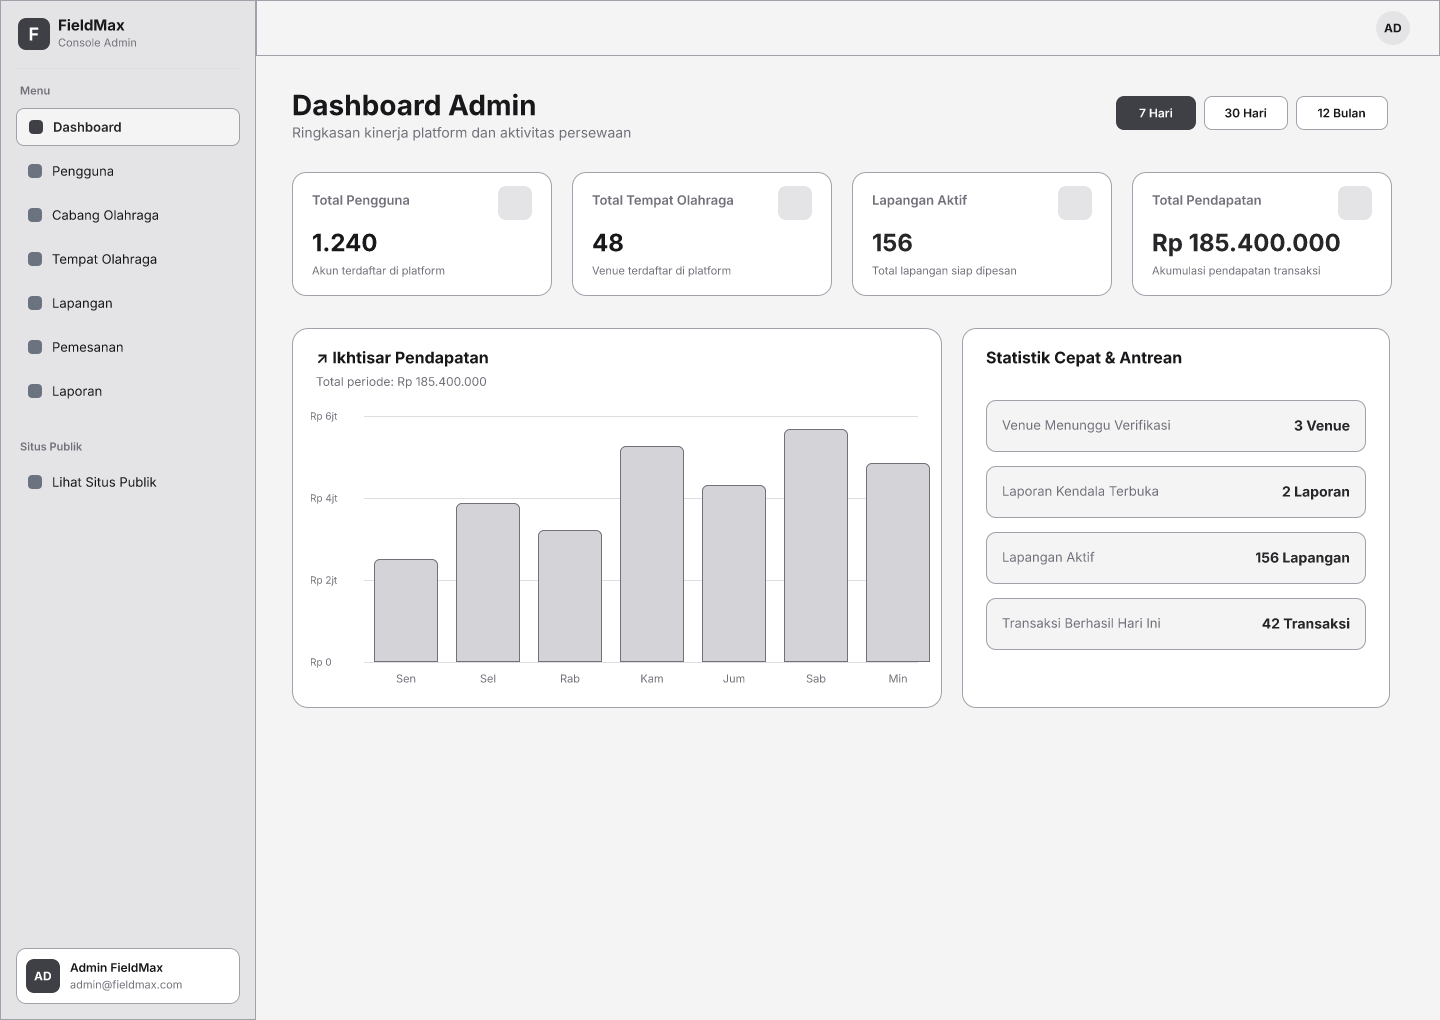 F
FieldMax
Console Admin
Menu
Dashboard
Pengguna
Cabang Olahraga
Tempat Olahraga
Lapangan
Pemesanan
Laporan
Situs Publik
Lihat Situs Publik
AD
Admin FieldMax
admin@fieldmax.com
AD
Dashboard Admin
Ringkasan kinerja platform dan aktivitas persewaan
7 Hari
30 Hari
12 Bulan
Total Pengguna
1.240
Akun terdaftar di platform
Total Tempat Olahraga
48
Venue terdaftar di platform
Lapangan Aktif
156
Total lapangan siap dipesan
Total Pendapatan
Rp 185.400.000
Akumulasi pendapatan transaksi
Ikhtisar Pendapatan
Total periode: Rp 185.400.000
Rp 6jt
Rp 4jt
Rp 2jt
Rp 0
Sen
Sel
Rab
Kam
Jum
Sab
Min
Statistik Cepat & Antrean
Venue Menunggu Verifikasi
3 Venue
Laporan Kendala Terbuka
2 Laporan
Lapangan Aktif
156 Lapangan
Transaksi Berhasil Hari Ini
42 Transaksi